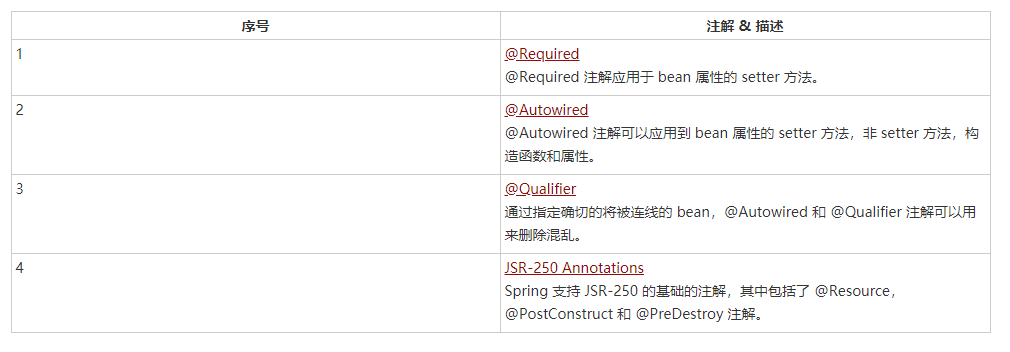 序号 注解 & 描述
1 @Required
@Required 注解应用于 bean 属性的 setter 方法。
2 @Autowired
@Autowired 注解可以应用到 bean 属性的 setter 方法，非 setter 方法，构
造函数和属性。
3 @Qualifier
通过指定确切的将被连线的 bean，@Autowired 和 @Qualifier 注解可以用
来删除混乱。
4 JSR-250 Annotations
Spring 支持 JSR-250 的基础的注解，其中包括了 @Resource，
@PostConstruct 和 @PreDestroy 注解。